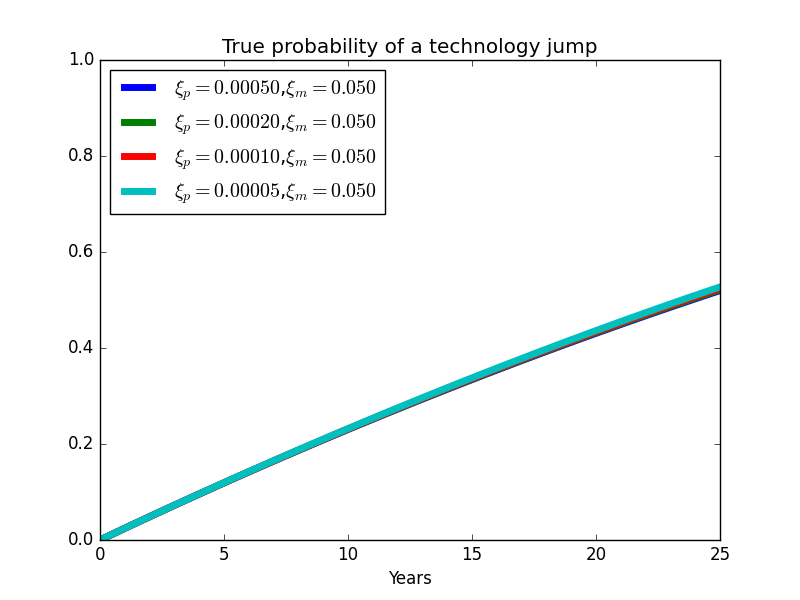 True probability of a technology jump
1.0
0.8
0.6
0.4
0.2
0.0
ξp = 0.00050,ξm = 0.050
ξp = 0.00020,ξm = 0.050
ξp = 0.00010,ξm = 0.050
ξp = 0.00005,ξm = 0.050
0 5 10 15 20 25
Years